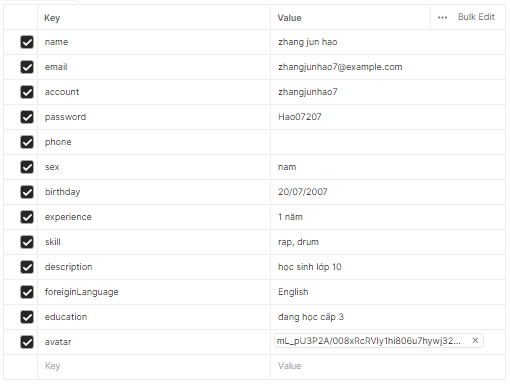 Key Value ••• Bulk Edit
name zhang jun hao
email zhangjunhao7@example.com
account zhangjunhao7
password Hao07207
phone
sex nam
birthday 20/07/2007
experience 1 năm
skill rap, drum
description học sinh lớp 10
foreiginLanguage English
education đang học cấp 3
avatar mL_pU3P2A/008xRcRVIy1hi806u7hywj32... ×
Key Value